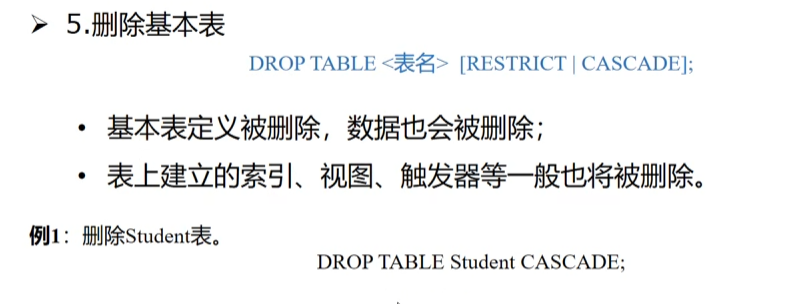 ➤ 5.删除基本表
DROP TABLE <表名> [RESTRICT | CASCADE];
• 基本表定义被删除，数据也会被删除；
• 表上建立的索引、视图、触发器等一般也将被删除。
例1：删除Student表。
DROP TABLE Student CASCADE;